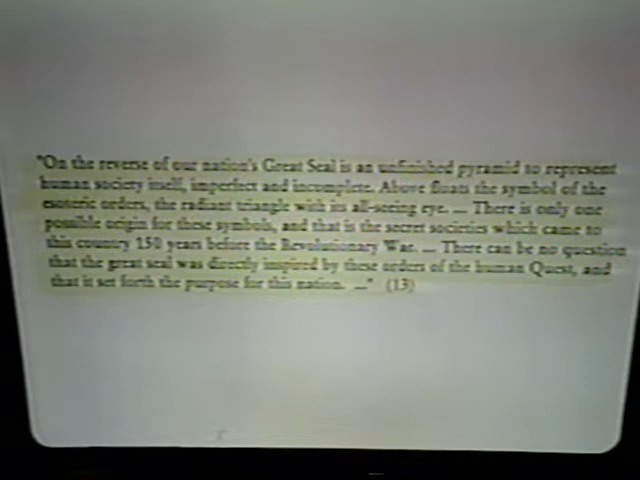 "On the reverse of our nation's Great Seal is an unfinished pyramid to represent
human society itself, imperfect and incomplete. Above floats the symbol of the
esoteric orders, the radiant triangle with its all-seeing eye. ... There is only one
possible origin for these symbols, and that is the secret societies which came to
this country 150 years before the Revolutionary War. ... There can be no question
that the great seal was directly inspired by these orders of the human Quest, and
that it set forth the purpose for this nation. ..." (13)